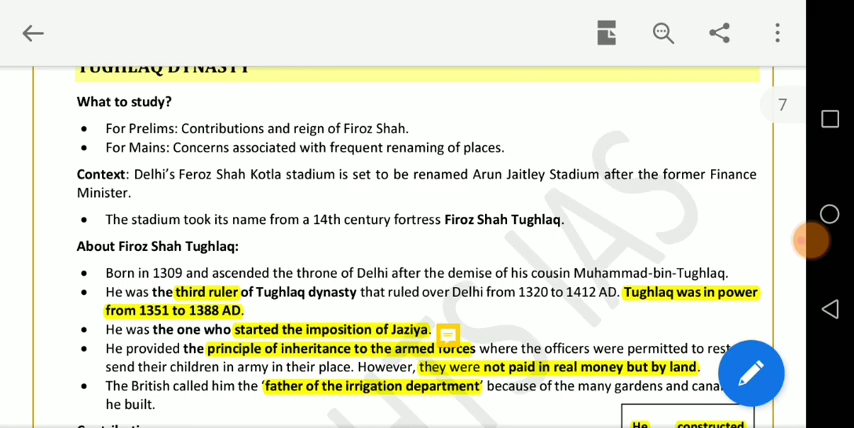 TUGHLAQ DYNASTY
7
What to study?
• For Prelims: Contributions and reign of Firoz Shah.
• For Mains: Concerns associated with frequent renaming of places.
Context: Delhi's Feroz Shah Kotla stadium is set to be renamed Arun Jaitley Stadium after the former Finance
Minister.
• The stadium took its name from a 14th century fortress Firoz Shah Tughlaq.
About Firoz Shah Tughlaq:
• Born in 1309 and ascended the throne of Delhi after the demise of his cousin Muhammad-bin-Tughlaq.
• He was the third ruler of Tughlaq dynasty that ruled over Delhi from 1320 to 1412 AD. Tughlaq was in power
from 1351 to 1388 AD.
• He was the one who started the imposition of Jaziya.
• He provided the principle of inheritance to the armed forces where the officers were permitted to rest
send their children in army in their place. However, they were not paid in real money but by land.
• The British called him the 'father of the irrigation department' because of the many gardens and
he built.
He constructed